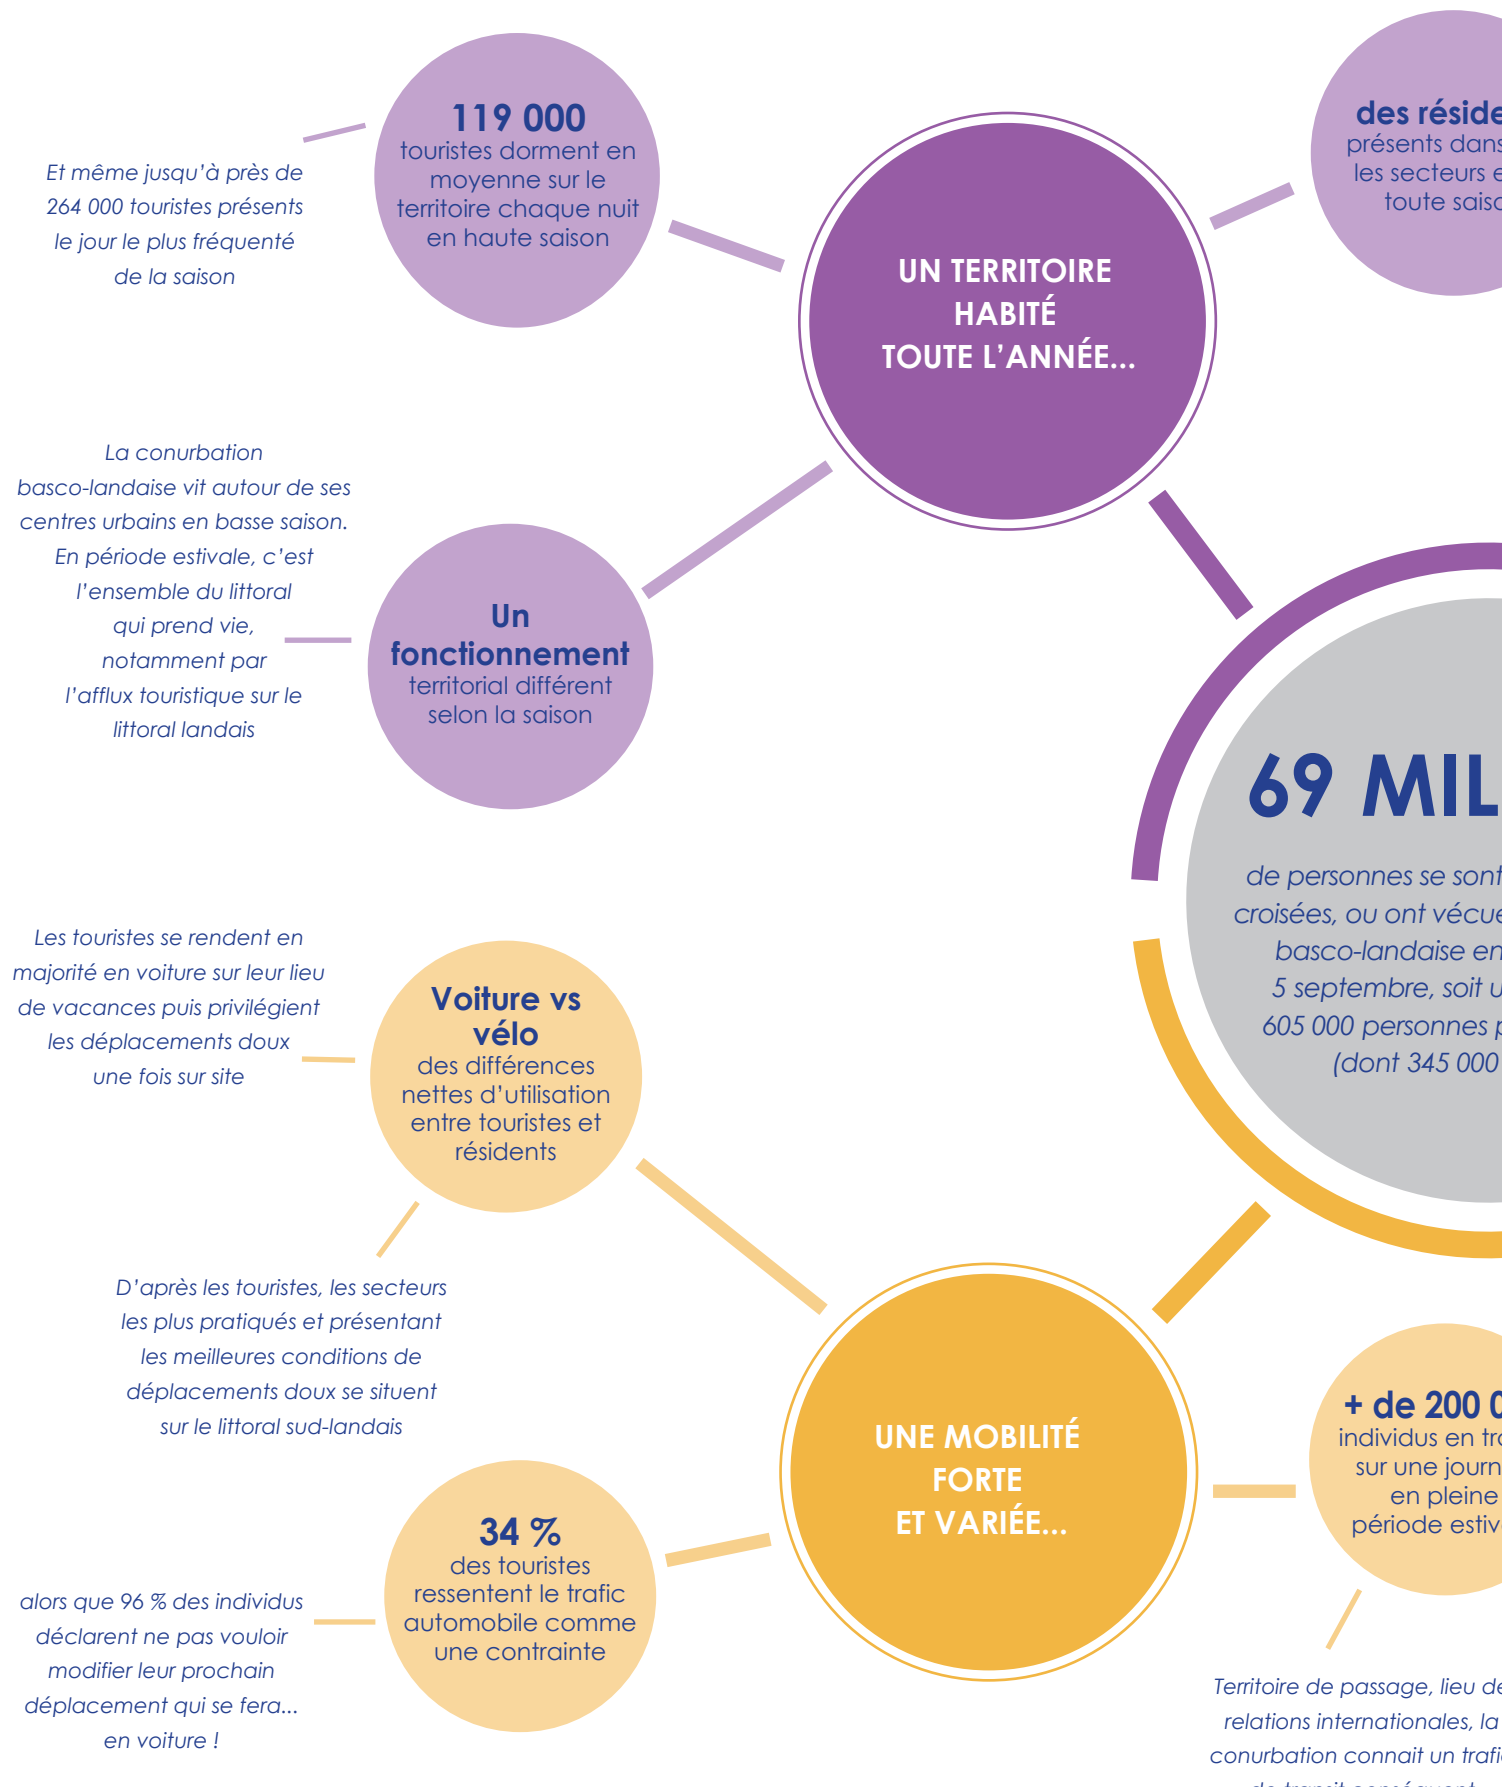 119 000
touristes dorment en
moyenne sur le
territoire chaque nuit
en haute saison
Et même jusqu'à près de
264 000 touristes présents
le jour le plus fréquenté
de la saison
UN TERRITOIRE
HABITÉ
TOUTE L'ANNÉE...
des
présents dans
les secteurs
toute
La conurbation
basco-landaise vit autour de ses
centres urbains en basse saison.
En période estivale, c'est
l'ensemble du littoral
qui prend vie,
notamment par
l'afflux touristique sur le
littoral landais
Un
fonctionnement
territorial différent
selon la saison
69
de personnes se sont
croisées, ou ont
basco-landaise en
5 septembre, soit
605 000 personnes
(dont 345 000
Les touristes se rendent en
majorité en voiture sur leur lieu
de vacances puis privilégient
les déplacements doux
une fois sur site
Voiture vs
vélo
des différences
nettes d'utilisation
entre touristes et
résidents
D'après les touristes, les secteurs
les plus pratiqués et présentant
les meilleures conditions de
déplacements doux se situent
sur le littoral sud-landais
UNE MOBILITÉ
FORTE
ET VARIÉE...
34 %
des touristes
ressentent le trafic
automobile comme
une contrainte
alors que 96 % des individus
déclarent ne pas vouloir
modifier leur prochain
déplacement qui se fera...
en voiture !
+ de 200
individus en
sur une
en pleine
période
Territoire de passage, lieu de
relations internationales, la
conurbation connait un trafic